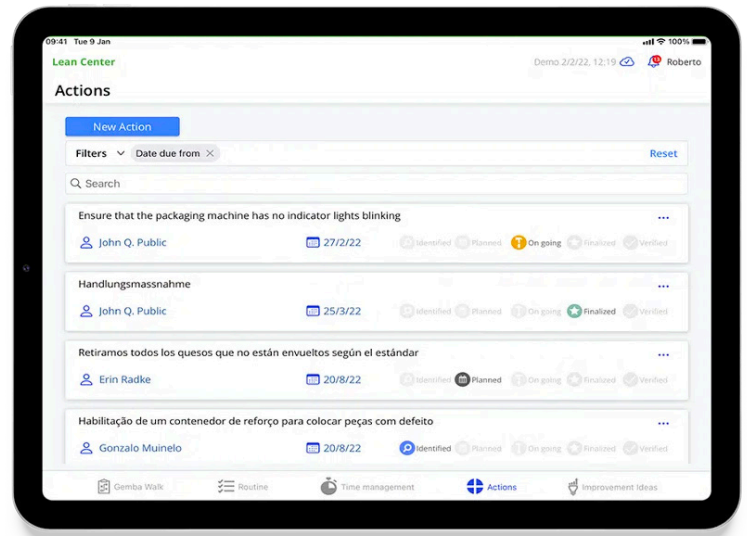 09:41 Tue 9 Jan 100%
Lean Center Demo 2/2/22, 12:19 Roberto
Actions
New Action
Filters Date due from × Reset
Search
Ensure that the packaging machine has no indicator lights blinking
John Q. Public 27/2/22 Identified Planned On going Finalized Verified
Handlungsmassnahme
John Q. Public 25/3/22 Identified Planned On going Finalized Verified
Retiramos todos los quesos que no están envueltos según el estándar
Erin Radke 20/8/22 Identified Planned On going Finalized Verified
Habilitação de um contenedor de reforço para colocar peças com defeito
Gonzalo Muinelo 20/8/22 Identified Planned On going Finalized Verified
Gemba Walk Routine Time management Actions Improvement Ideas